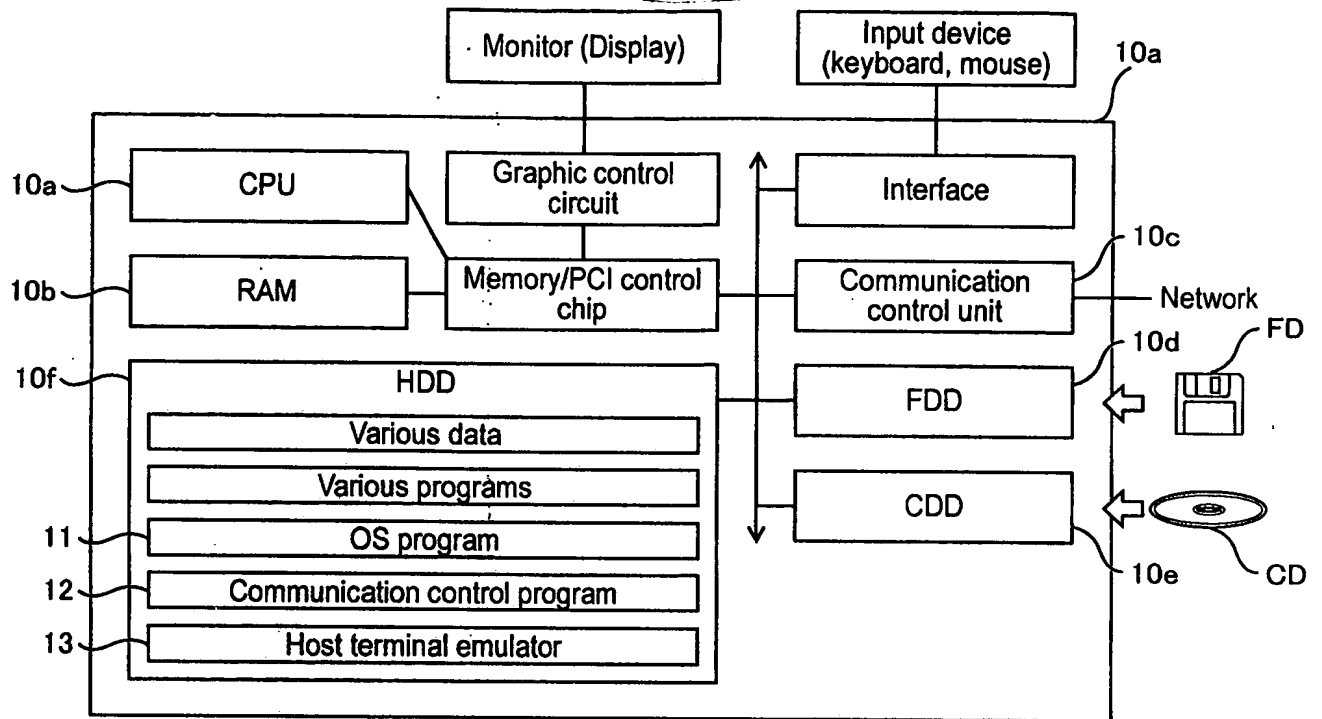 Monitor (Display)
Input device
(keyboard, mouse)
10a
10a
CPU
Graphic control
circuit
Interface
10b
RAM
Memory/PCI control
chip
10c
Communication
control unit
Network
10f
HDD
10d
FDD
FD
Various data
Various programs
11
OS program
CDD
12
Communication control program
10e
CD
13
Host terminal emulator